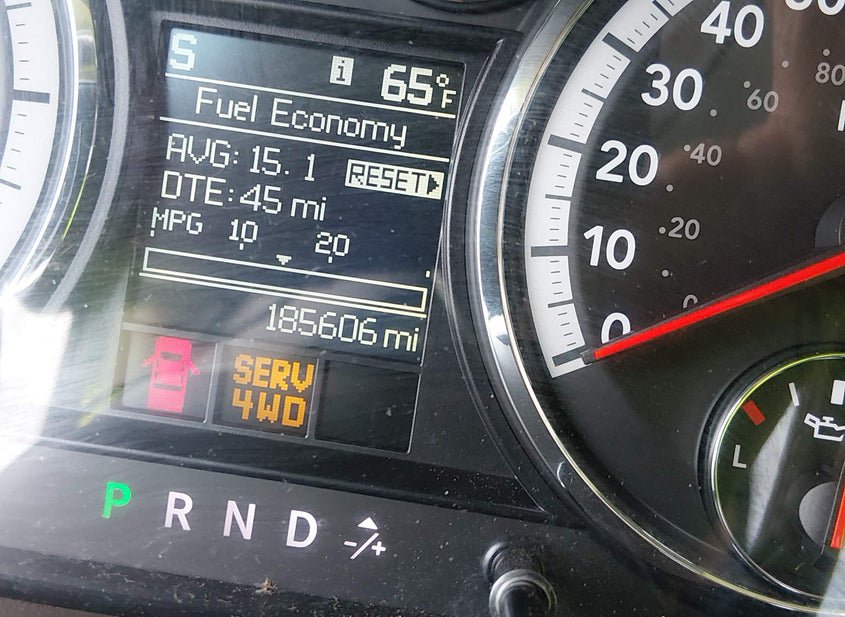 S i 65°F
Fuel Economy
AVG: 15.1 RESET
DTE: 45 mi
MPG 10 20
185606 mi
SERV
4WD
P R N D -/+
40
30 80
60
20 40
10 20
0 0
L